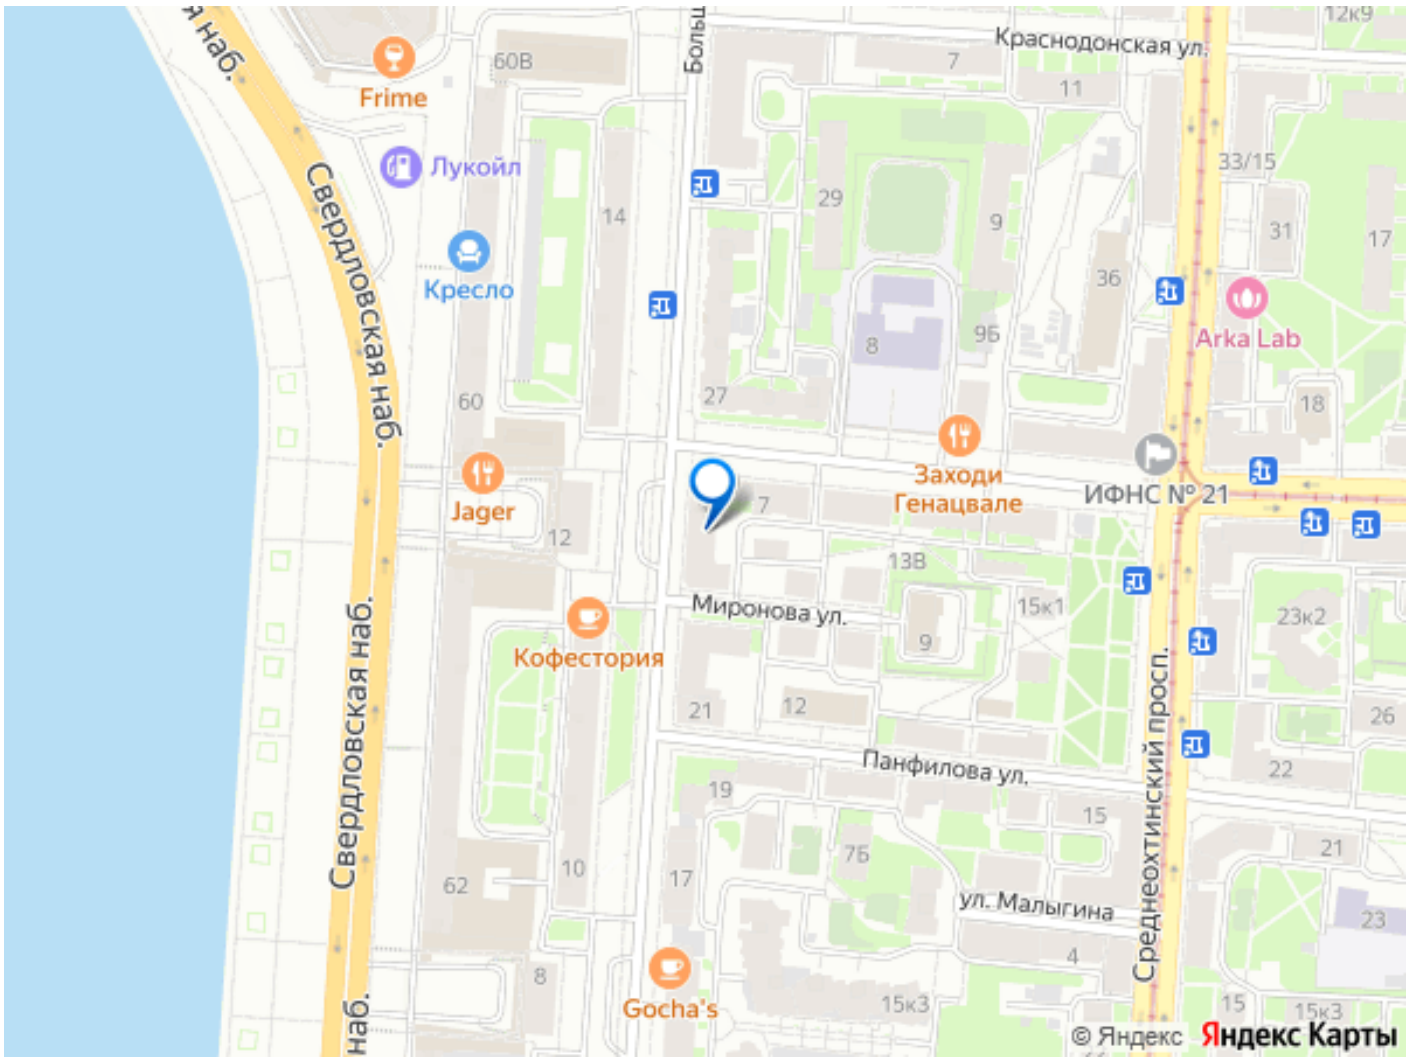 12к9
я наб.
Больш
Краснодонская ул.
60В
7
11
Frime
Лукойл
Свердловская наб.
33/15
29
14
9
31
17
Кресло
36
9Б
8
Arka Lab
60
27
18
Заходи
Генацвале
ИФНС № 21
Jager
7
12
13В
Миронова ул.
15к1
9
23к2
Кофестория
Свердловская наб.
Среднеохтинский просп.
21
12
26
Панфилова ул.
22
19
15
21
7Б
62
10
17
ул. Малыгина
23
4
8
Gocha's
15к3
15
15к3
наб.
22
© Яндекс Яндекс Карты